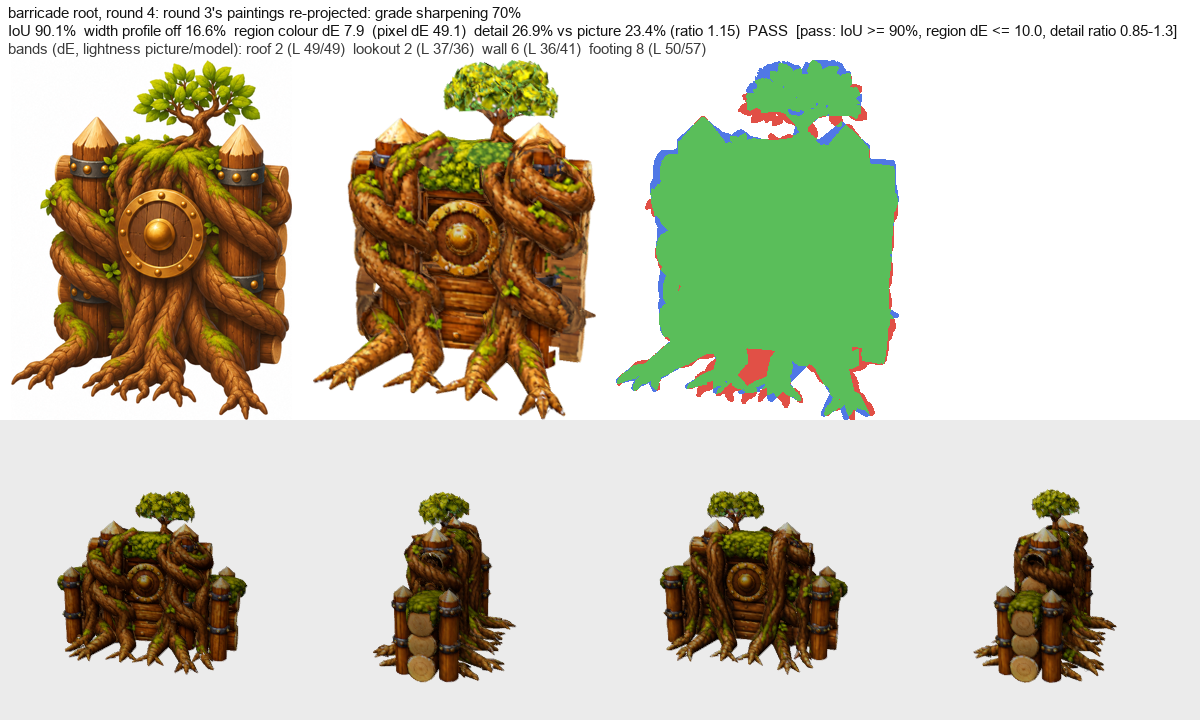 barricade root, round 4: round 3's paintings re-projected: grade sharpening 70%
IoU 90.1%  width profile off 16.6%  region colour dE 7.9  (pixel dE 49.1)  detail 26.9% vs picture 23.4% (ratio 1.15)  PASS  [pass: IoU >= 90%, region dE <= 10.0, detail ratio 0.85-1.3]
bands (dE, lightness picture/model): roof 2 (L 49/49)  lookout 2 (L 37/36)  wall 6 (L 36/41)  footing 8 (L 50/57)